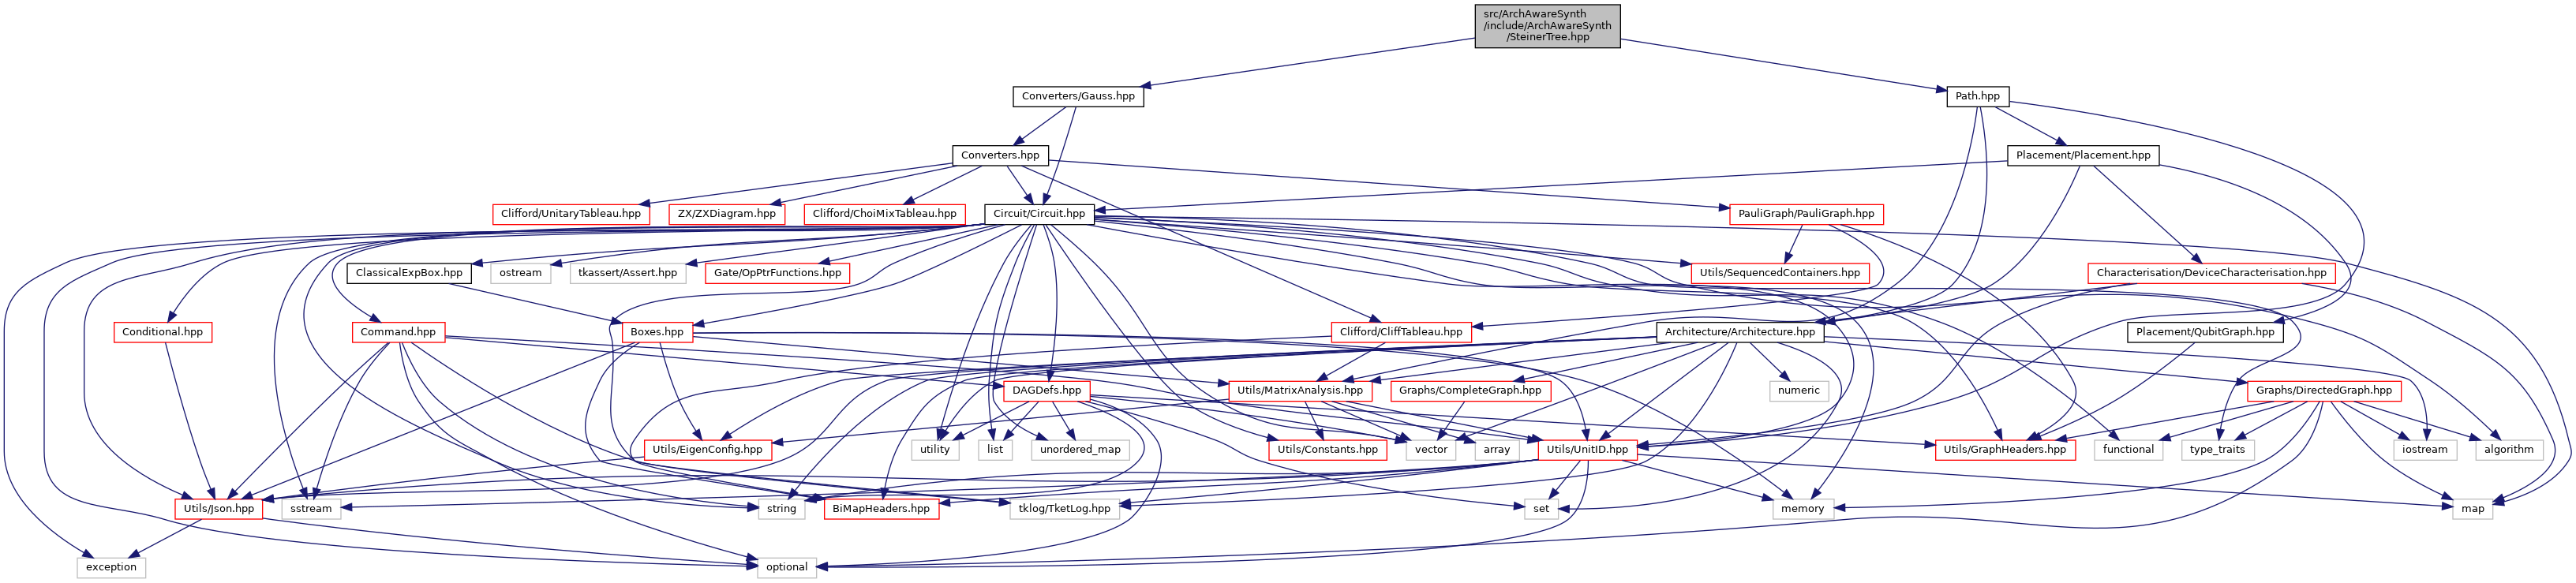 src/ArchAwareSynth
/include/ArchAwareSynth
/SteinerTree.hpp
Converters/Gauss.hpp
Path.hpp
Converters.hpp
Placement/Placement.hpp
Clifford/UnitaryTableau.hpp
ZX/ZXDiagram.hpp
Clifford/ChoiMixTableau.hpp
Circuit/Circuit.hpp
PauliGraph/PauliGraph.hpp
ClassicalExpBox.hpp
ostream
tkassert/Assert.hpp
Gate/OpPtrFunctions.hpp
Utils/SequencedContainers.hpp
Characterisation/DeviceCharacterisation.hpp
Conditional.hpp
Command.hpp
Boxes.hpp
Clifford/CliffTableau.hpp
Architecture/Architecture.hpp
Placement/QubitGraph.hpp
DAGDefs.hpp
Utils/MatrixAnalysis.hpp
Graphs/CompleteGraph.hpp
numeric
Graphs/DirectedGraph.hpp
Utils/EigenConfig.hpp
utility
list
unordered_map
Utils/Constants.hpp
vector
array
Utils/UnitID.hpp
Utils/GraphHeaders.hpp
functional
type_traits
iostream
algorithm
Utils/Json.hpp
sstream
string
BiMapHeaders.hpp
tklog/TketLog.hpp
set
memory
map
exception
optional